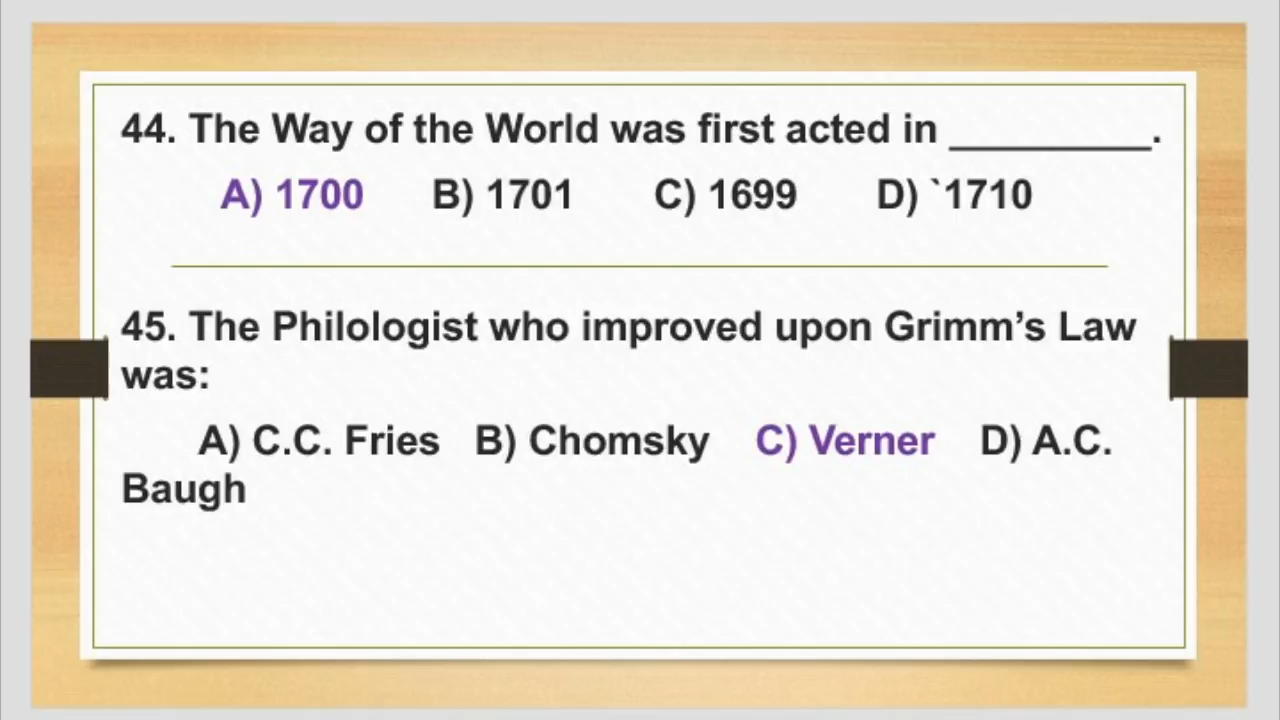 44. The Way of the World was first acted in _________.
A) 1700 B) 1701 C) 1699 D) `1710
45. The Philologist who improved upon Grimm’s Law
was:
A) C.C. Fries B) Chomsky C) Verner D) A.C.
Baugh